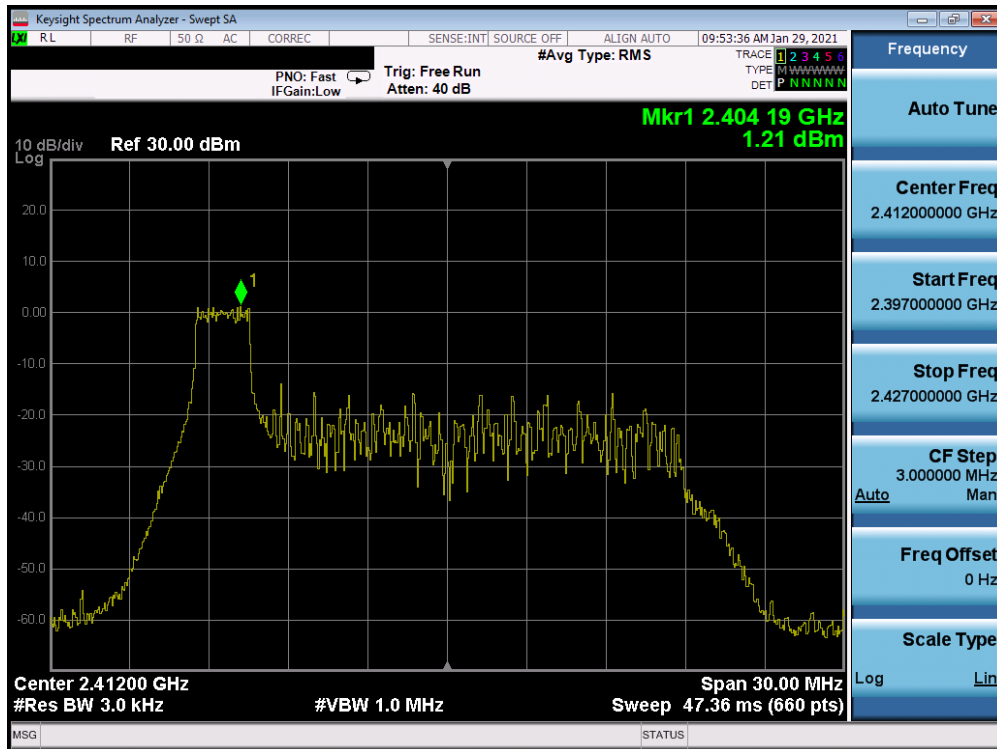 Keysight Spectrum Analyzer - Swept SA
LXI RL RF 50 Ω AC CORREC SENSE:INT SOURCE OFF ALIGN AUTO 09:53:36 AM Jan 29, 2021
#Avg Type: RMS
TRACE 1 2 3 4 5 6
PNO: Fast Trig: Free Run
TYPE M W W W W W
IFGain:Low Atten: 40 dB
DET P N N N N N
Mkr1 2.404 19 GHz
1.21 dBm
10 dB/div Ref 30.00 dBm
Log
1
20.0
10.0
0.00
-10.0
-20.0
-30.0
-40.0
-50.0
-60.0
Center 2.41200 GHz Span 30.00 MHz
#Res BW 3.0 kHz #VBW 1.0 MHz Sweep 47.36 ms (660 pts)
MSG STATUS
Frequency
Auto Tune
Center Freq
2.412000000 GHz
Start Freq
2.397000000 GHz
Stop Freq
2.427000000 GHz
CF Step
3.000000 MHz
Auto Man
Freq Offset
0 Hz
Scale Type
Log Lin